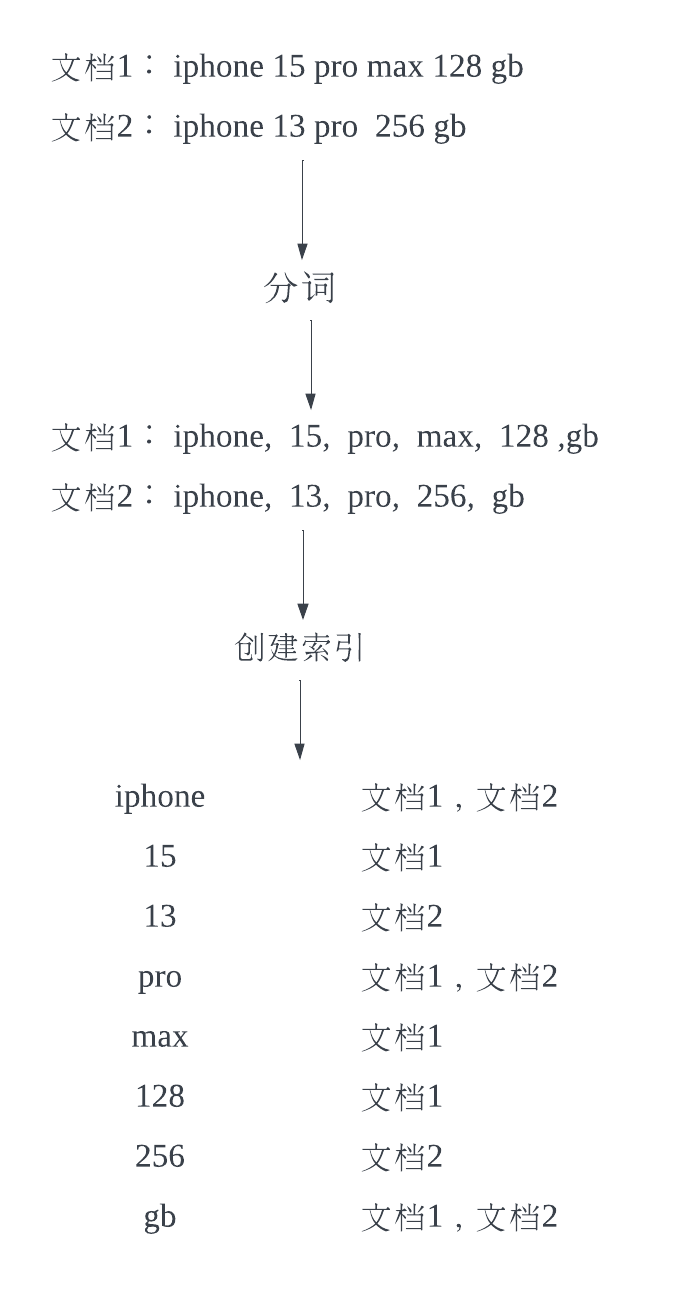 文档1： iphone 15 pro max 128 gb
文档2： iphone 13 pro  256 gb
分词
文档1： iphone,  15,  pro,  max,  128 ,gb
文档2： iphone,  13,  pro,  256,  gb
创建索引
iphone 文档1，文档2
15 文档1
13 文档2
pro 文档1，文档2
max 文档1
128 文档1
256 文档2
gb 文档1，文档2